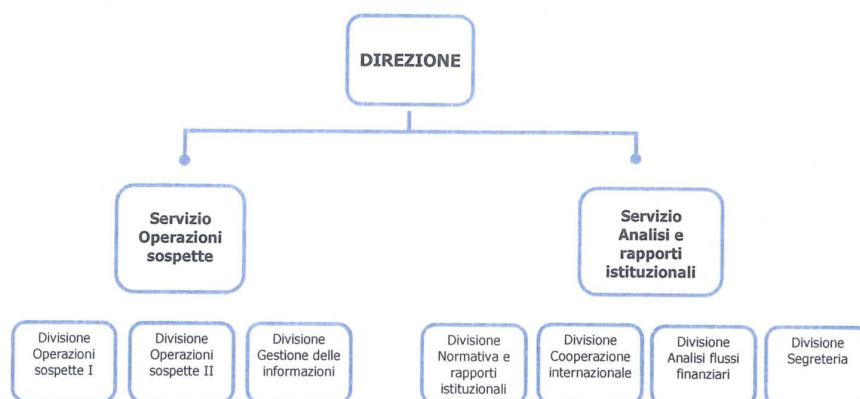 DIREZIONE
Servizio
Operazioni
sospette
Servizio
Analisi e
rapporti
istituzionali
Divisione
Operazioni
sospette I
Divisione
Operazioni
sospette II
Divisione
Gestione delle
informazioni
Divisione
Normativa e
rapporti
istituzionali
Divisione
Cooperazione
internazionale
Divisione
Analisi flussi
finanziari
Divisione
Segreteria